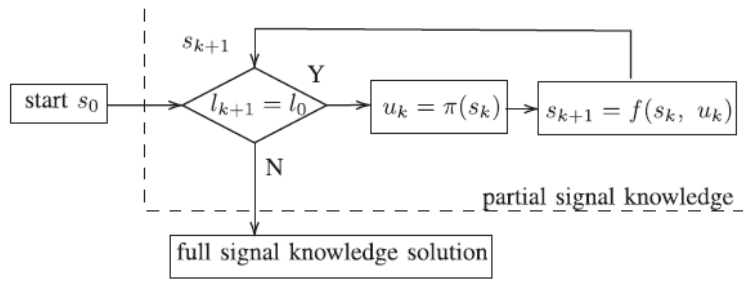 s_{k+1}
Y
start s_0
l_{k+1} = l_0
u_k = π(s_k)
s_{k+1} = f(s_k, u_k)
N
partial signal knowledge
full signal knowledge solution